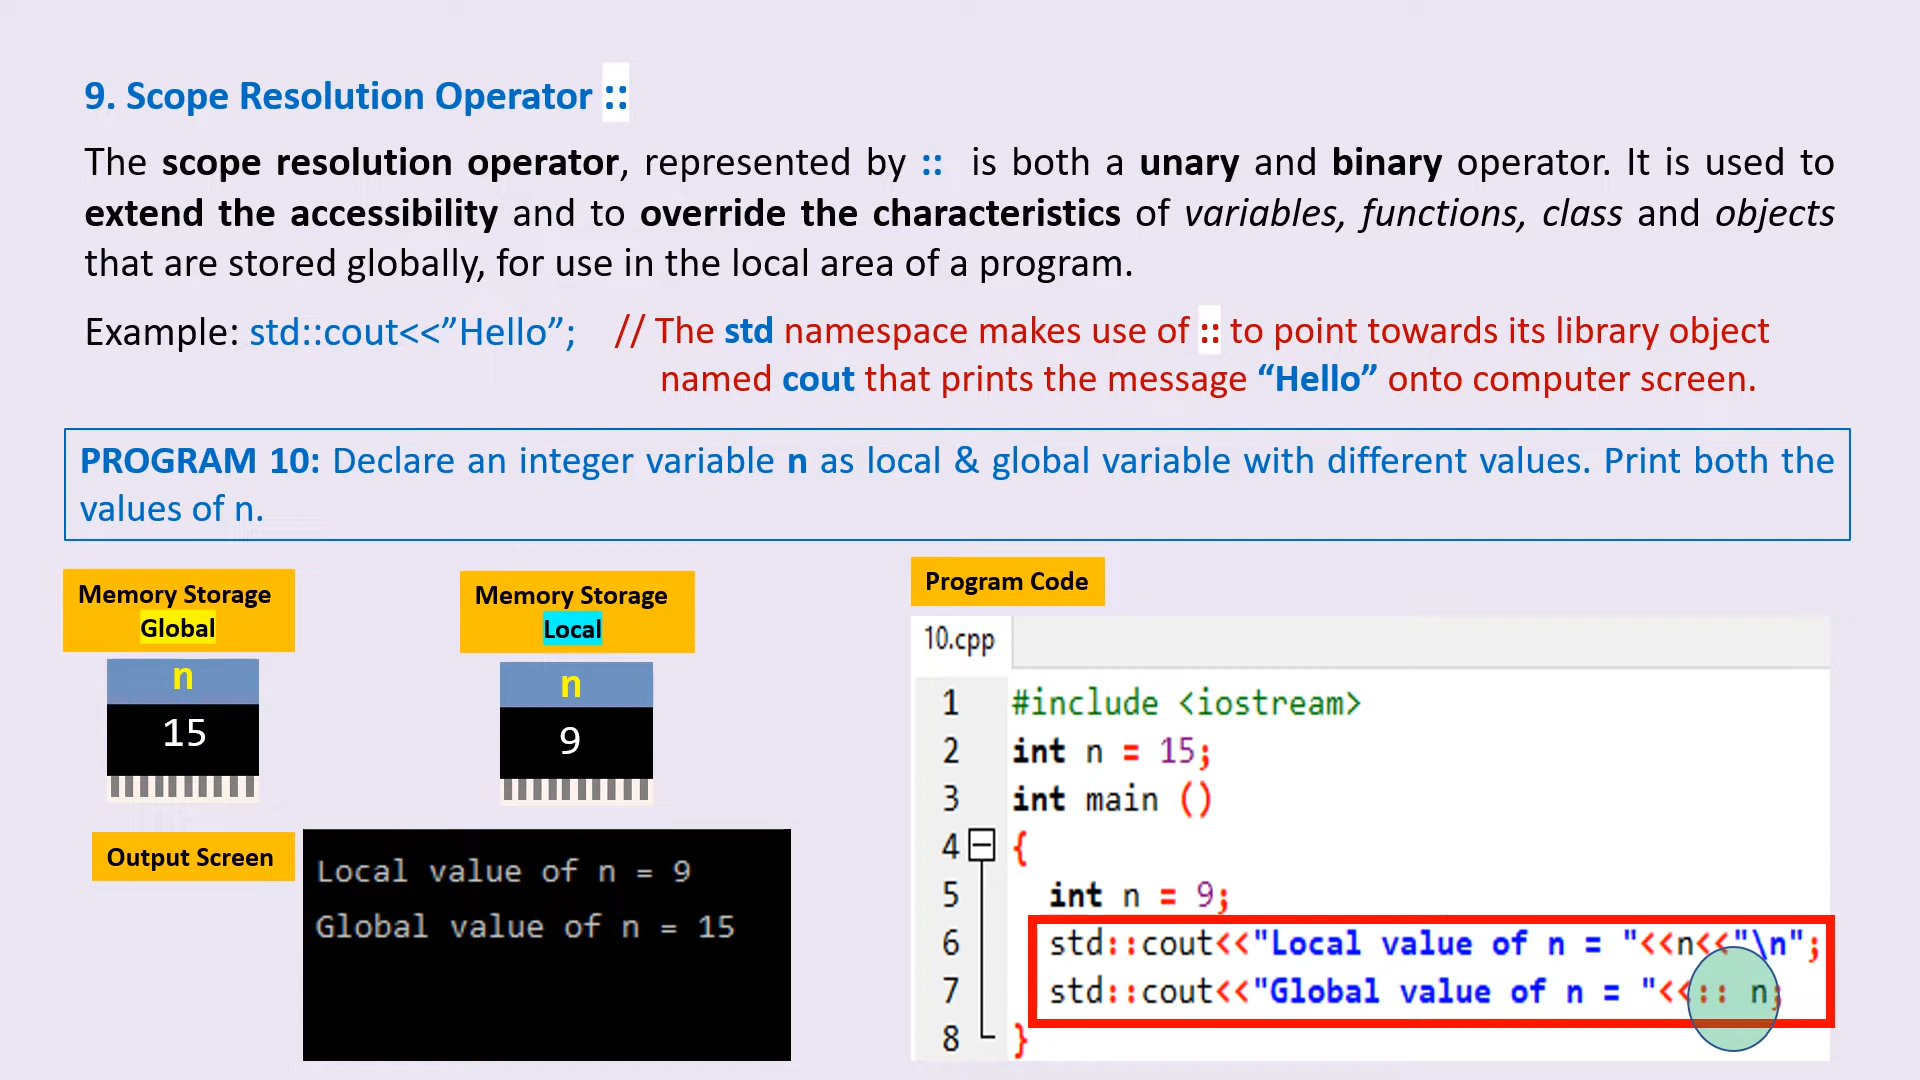 9. Scope Resolution Operator ::
The scope resolution operator, represented by :: is both a unary and binary operator. It is used to
extend the accessibility and to override the characteristics of variables, functions, class and objects
that are stored globally, for use in the local area of a program.
Example: std::cout<<”Hello”; // The std namespace makes use of :: to point towards its library object
named cout that prints the message “Hello” onto computer screen.
PROGRAM 10: Declare an integer variable n as local & global variable with different values. Print both the
values of n.
Memory Storage
Global
n
15
Memory Storage
Local
n
9
Output Screen
Local value of n = 9
Global value of n = 15
Program Code
10.cpp
1 #include <iostream>
2 int n = 15;
3 int main ()
4 {
5 int n = 9;
6 std::cout<<"Local value of n = "<<n<<"\n";
7 std::cout<<"Global value of n = "<<:: n;
8 }